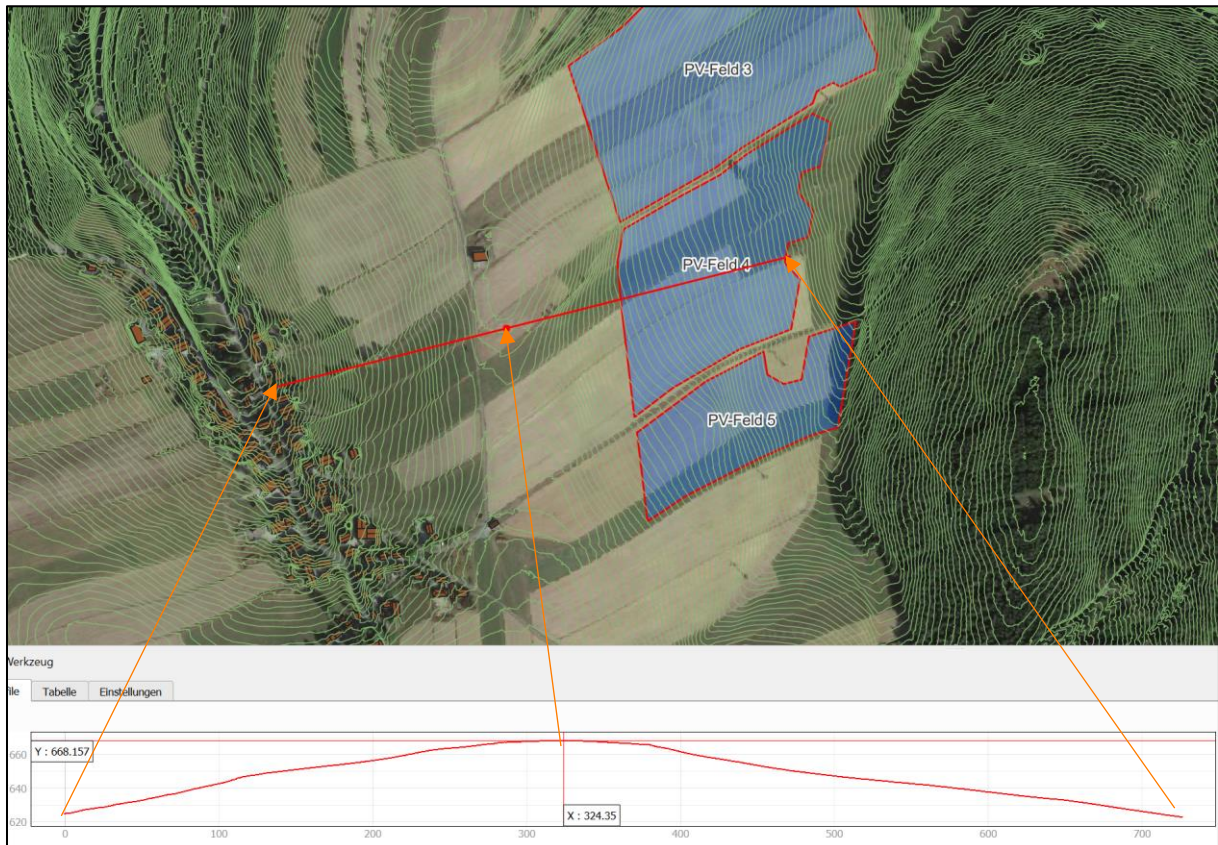 PV-Feld 3
PV-Feld 4
PV-Feld 5
Werkzeug
file Tabelle Einstellungen
660
Y : 668.157
640
X : 324.35
620
0 100 200 300 400 500 600 700